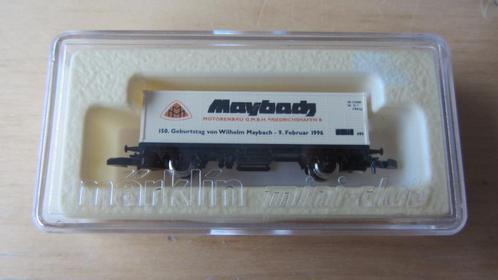 Maybach
MOTORENBAU G.M.B.H. FRIEDRICHSHAFEN B
150. Geburtstag von Wilhelm Maybach - 9. Februar 1996
märklin mini-club